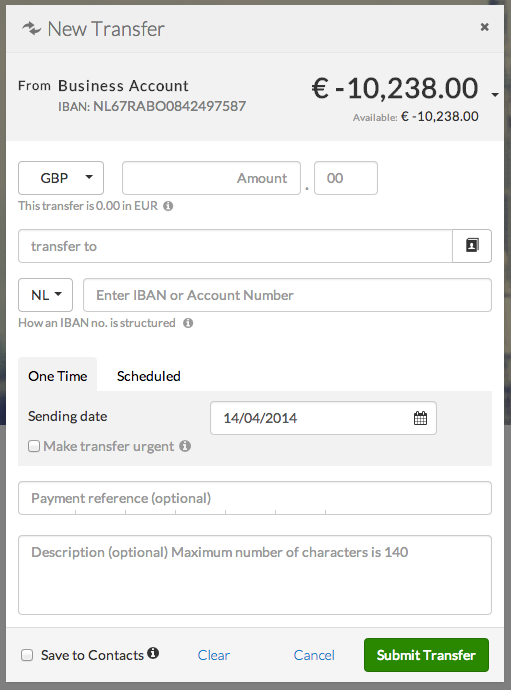 New Transfer
From Business Account
IBAN: NL67RABO0842497587
€ -10,238.00
Available: € -10,238.00
GBP
Amount . 00
This transfer is 0.00 in EUR
transfer to
NL
Enter IBAN or Account Number
How an IBAN no. is structured
One Time Scheduled
Sending date 14/04/2014
Make transfer urgent
Payment reference (optional)
Description (optional) Maximum number of characters is 140
Save to Contacts Clear Cancel Submit Transfer